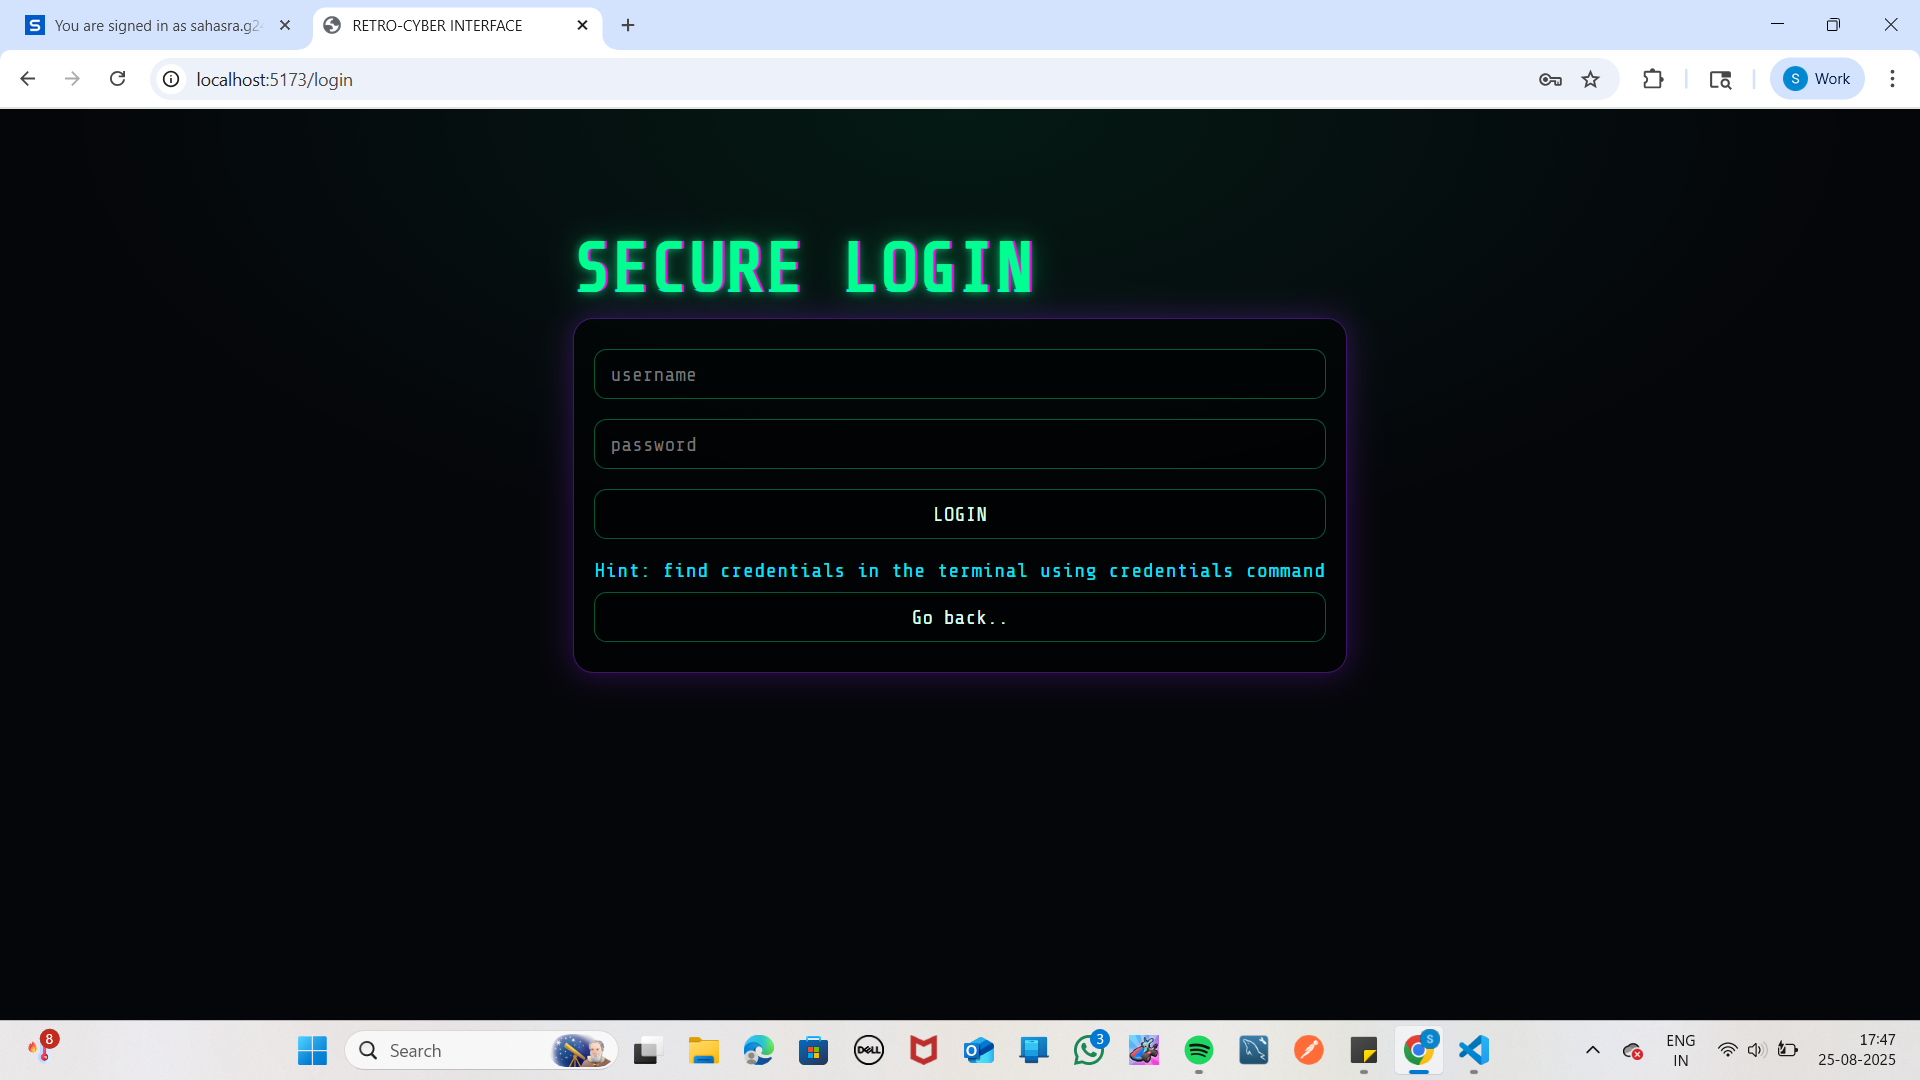 You are signed in as sahasra.g24
RETRO-CYBER INTERFACE
localhost:5173/login
S
Work
SECURE LOGIN
username
password
LOGIN
Hint: find credentials in the terminal using credentials command
Go back..
8
Search
DELL
3
S
ENG
IN
17:47
25-08-2025